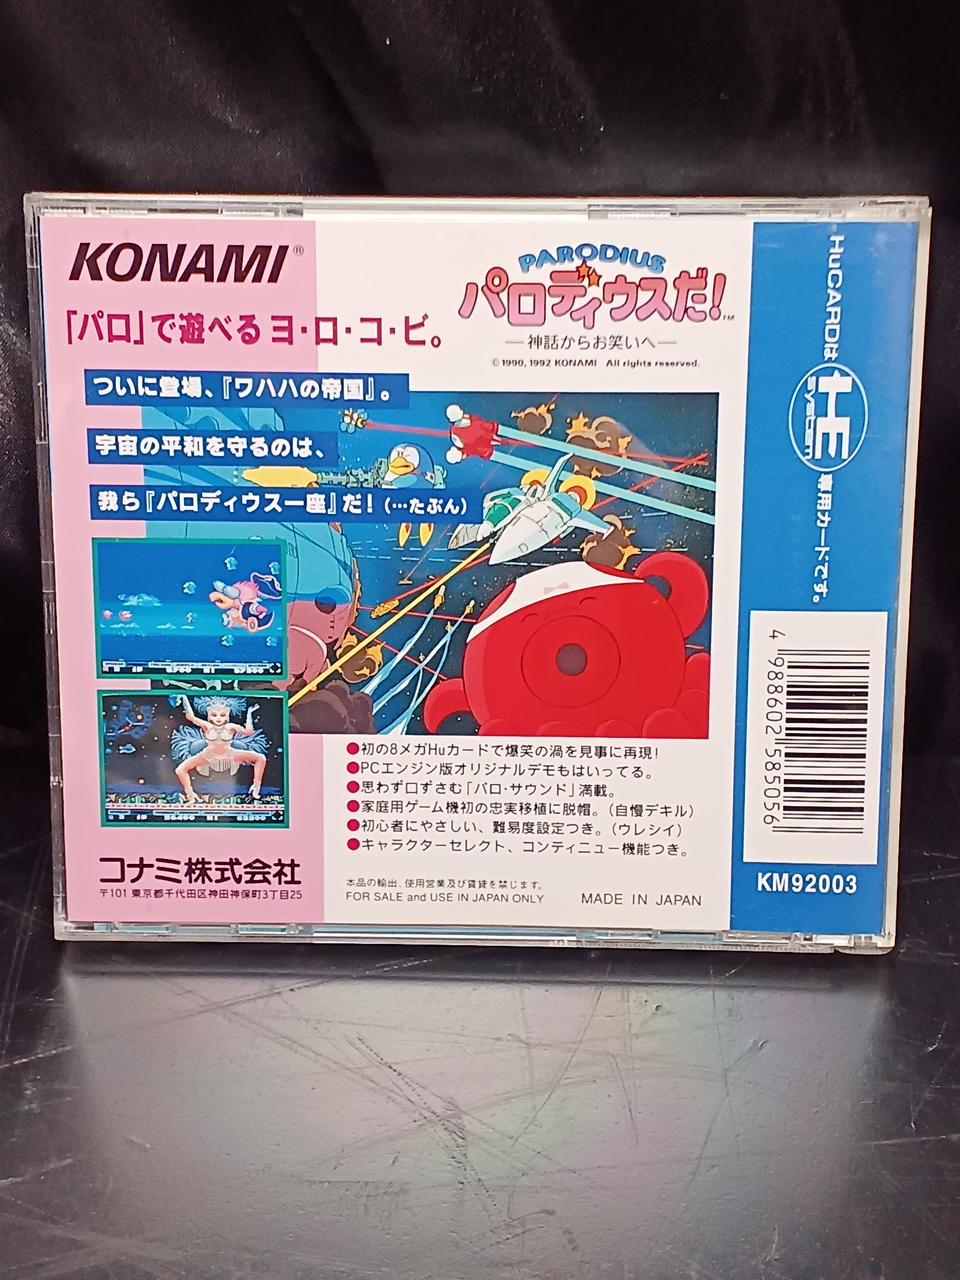 KONAMI®
「パロ」で遊べるヨ・ロ・コ・ビ。
PARODIUS
パロディウスだ!™
—神話からお笑いへ—
© 1990, 1992 KONAMI All rights reserved.
ついに登場、『ワハハの帝国』。
宇宙の平和を守るのは、
我ら『パロディウス一座』だ!(…たぶん)
●初の8メガHuカードで爆笑の渦を見事に再現!
●PCエンジン版オリジナルデモもはいってる。
●思わず口ずさむ「パロ・サウンド」満載。
●家庭用ゲーム機初の忠実移植に脱帽。(自慢デキル)
●初心者にやさしい、難易度設定つき。(ウレシイ)
●キャラクターセレクト、コンティニュー機能つき。
コナミ株式会社
〒101 東京都千代田区神田神保町3丁目25
本品の輸出、使用営業及び賃貸を禁じます。
FOR SALE and USE IN JAPAN ONLY
MADE IN JAPAN
HuCARDは
HE
system
専用カードです。
4 988602 585056
KM92003